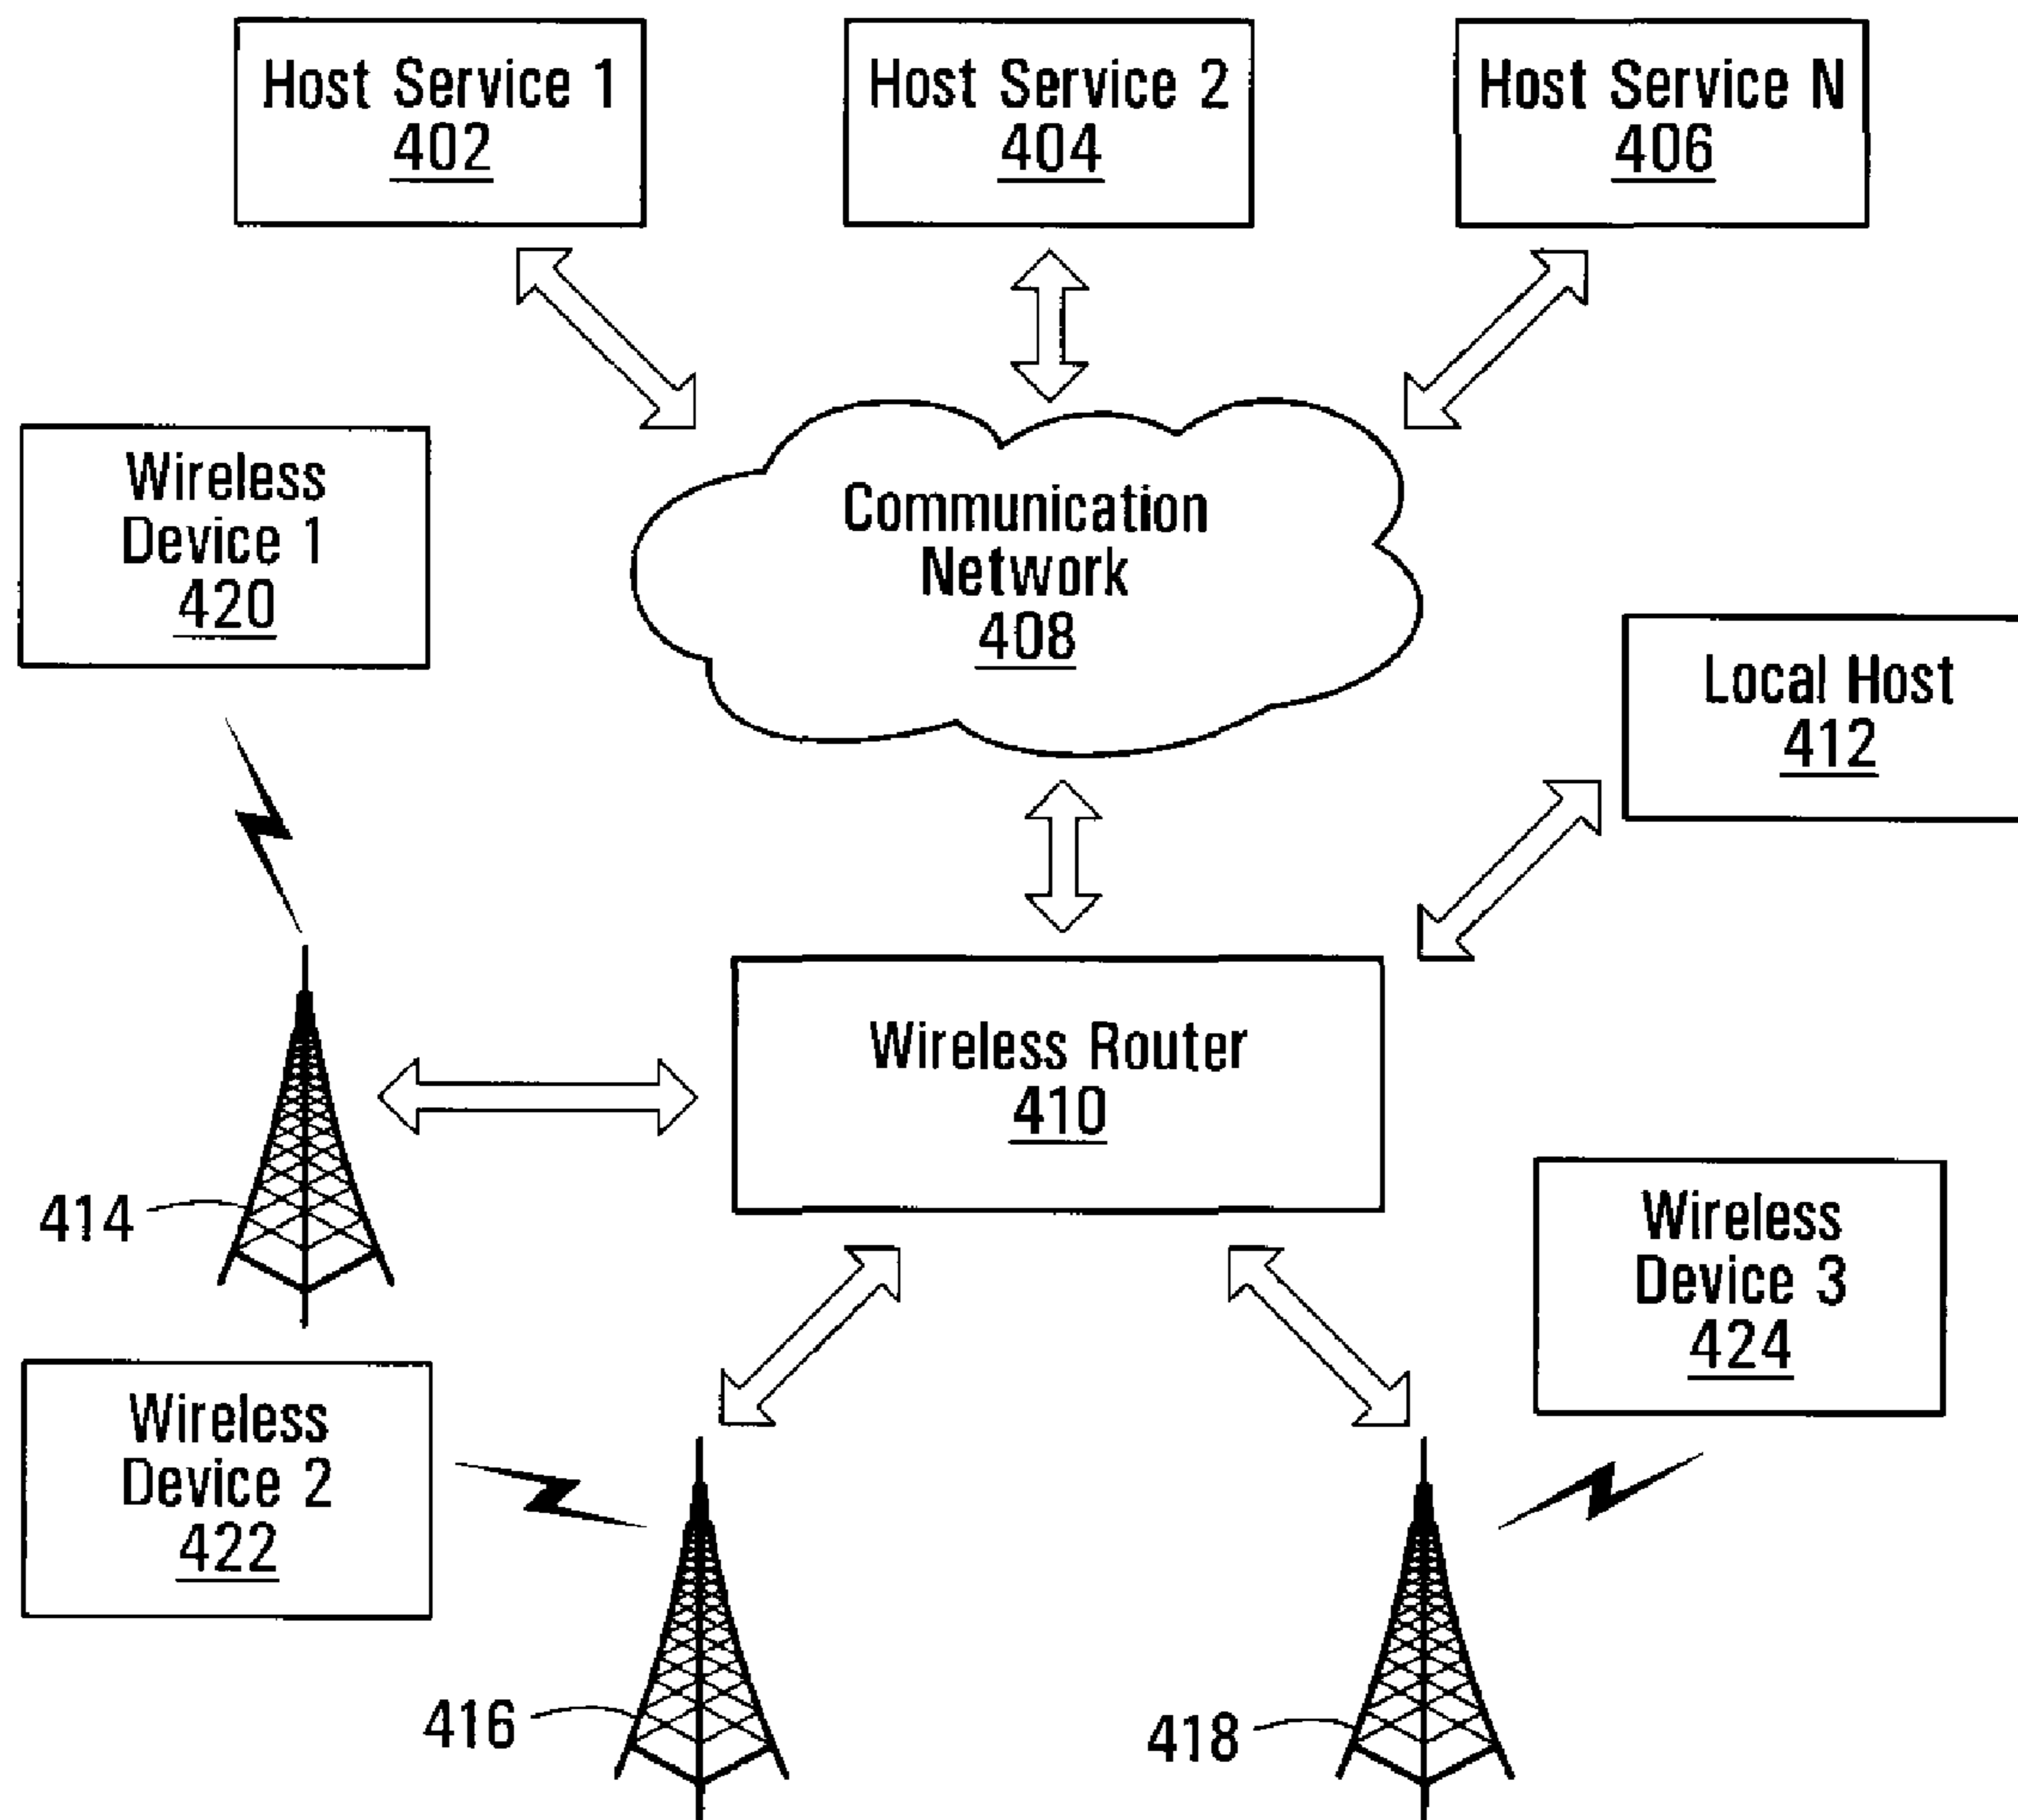 Host Service 1
402
Host Service 2
404
Host Service N
406
Wireless
Device 1
420
Communication
Network
408
Local Host
412
Wireless Router
410
414
Wireless
Device 3
424
Wireless
Device 2
422
416
418